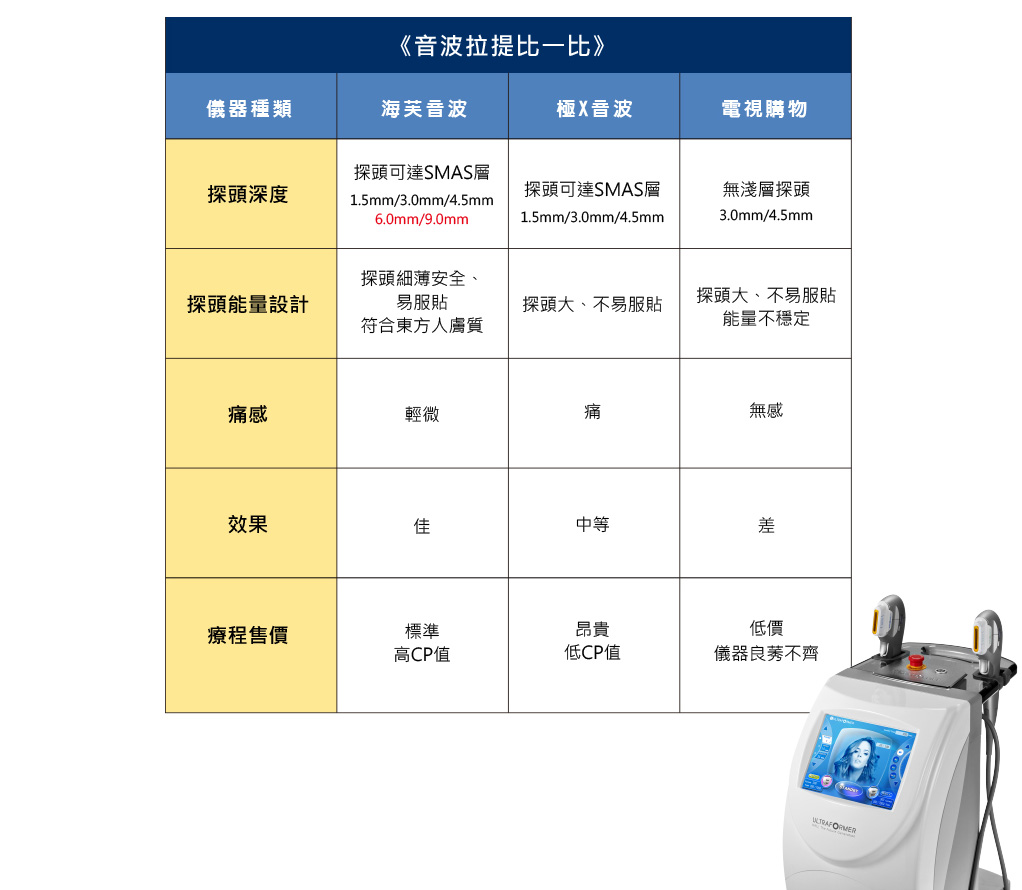 《音波拉提比一比》
儀器種類
海芙音波
極X音波
電視購物
探頭深度
探頭可達SMAS層
1.5mm/3.0mm/4.5mm
6.0mm/9.0mm
探頭可達SMAS層
1.5mm/3.0mm/4.5mm
無淺層探頭
3.0mm/4.5mm
探頭能量設計
探頭細薄安全、
易服貼
符合東方人膚質
探頭大、不易服貼
探頭大、不易服貼
能量不穩定
痛感
輕微
痛
無感
效果
佳
中等
差
療程售價
標準
高CP值
昂貴
低CP值
低價
儀器良莠不齊
ULTRAFORMER